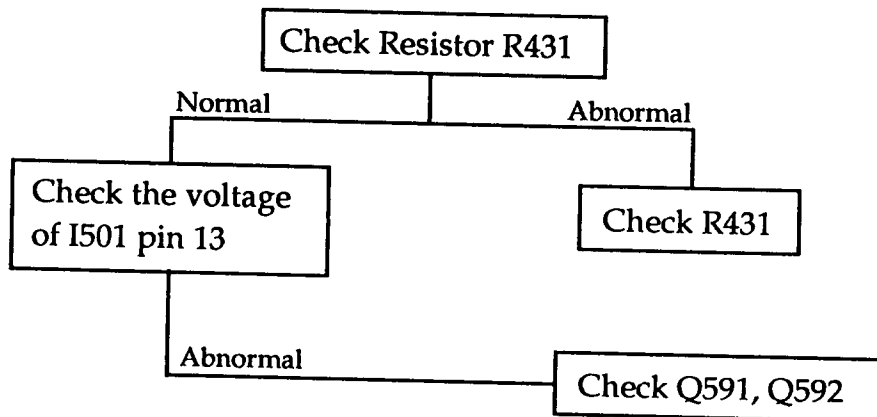 Check Resistor R431
Normal
Abnormal
Check the voltage
of I501 pin 13
Check R431
Abnormal
Check Q591, Q592